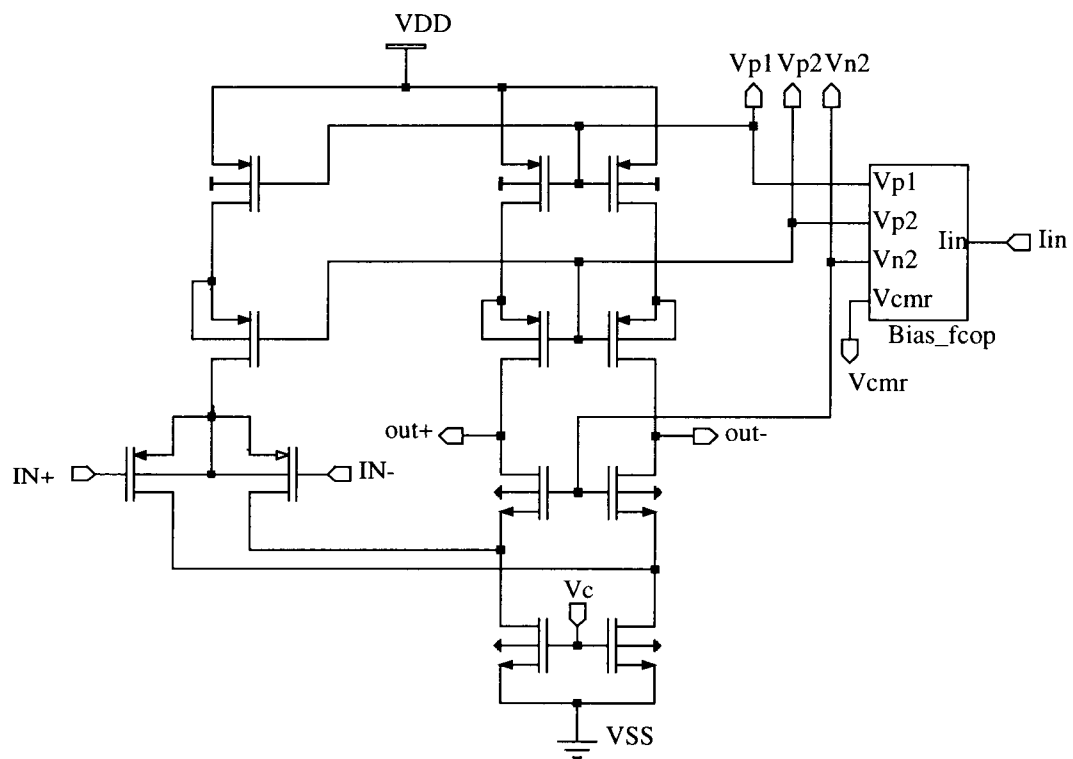 VDD
Vp1 Vp2 Vn2
Vp1
Vp2
Iin
Iin
Vn2
Vcmr
Bias_fcop
Vcmr
out+
out-
IN+
IN-
Vc
VSS